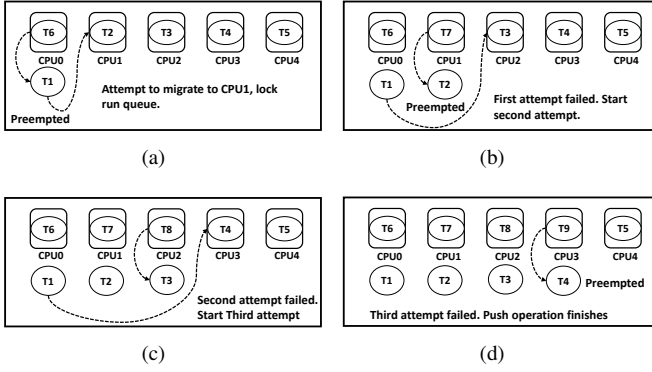 T6 T2 T3 T4 T5
CPU0 CPU1 CPU2 CPU3 CPU4
T1
Attempt to migrate to CPU1, lock
run queue.
Preempted
(a)
T6 T7 T3 T4 T5
CPU0 CPU1 CPU2 CPU3 CPU4
T1 T2
Preempted
First attempt failed. Start
second attempt.
(b)
T6 T7 T8 T4 T5
CPU0 CPU1 CPU2 CPU3 CPU4
T1 T2 T3
Second attempt failed.
Start Third attempt
(c)
T6 T7 T8 T9 T5
CPU0 CPU1 CPU2 CPU3 CPU4
T1 T2 T3 T4 Preempted
Third attempt failed. Push operation finishes
(d)